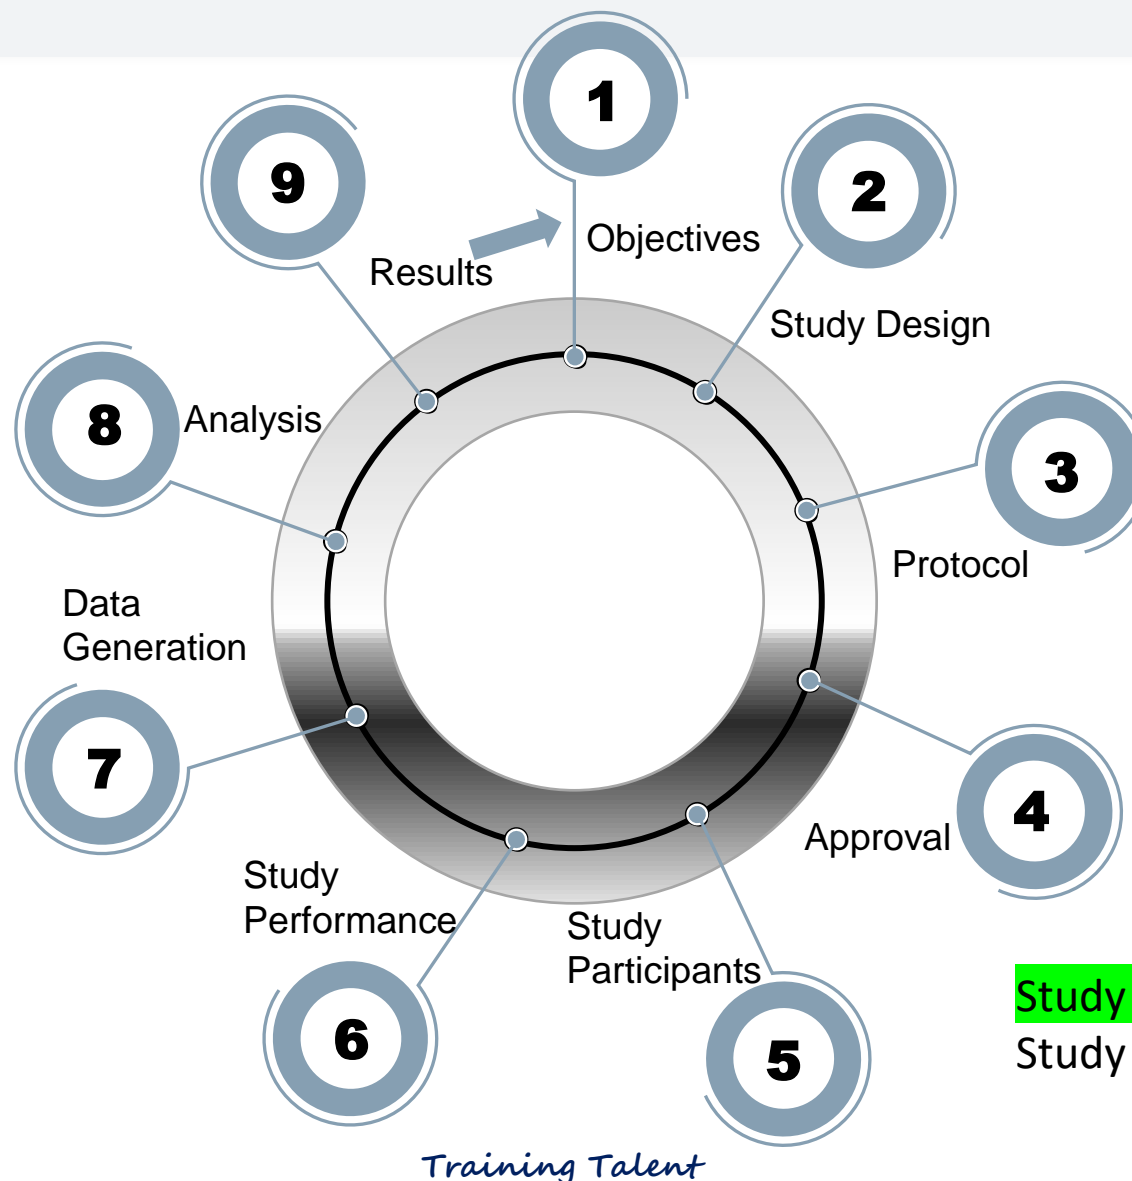 1
Objectives
2
Study Design
3
Protocol
4
Approval
5
Study
Participants
6
Study
Performance
7
Data
Generation
8
Analysis
9
Results
Study
Study
Training Talent